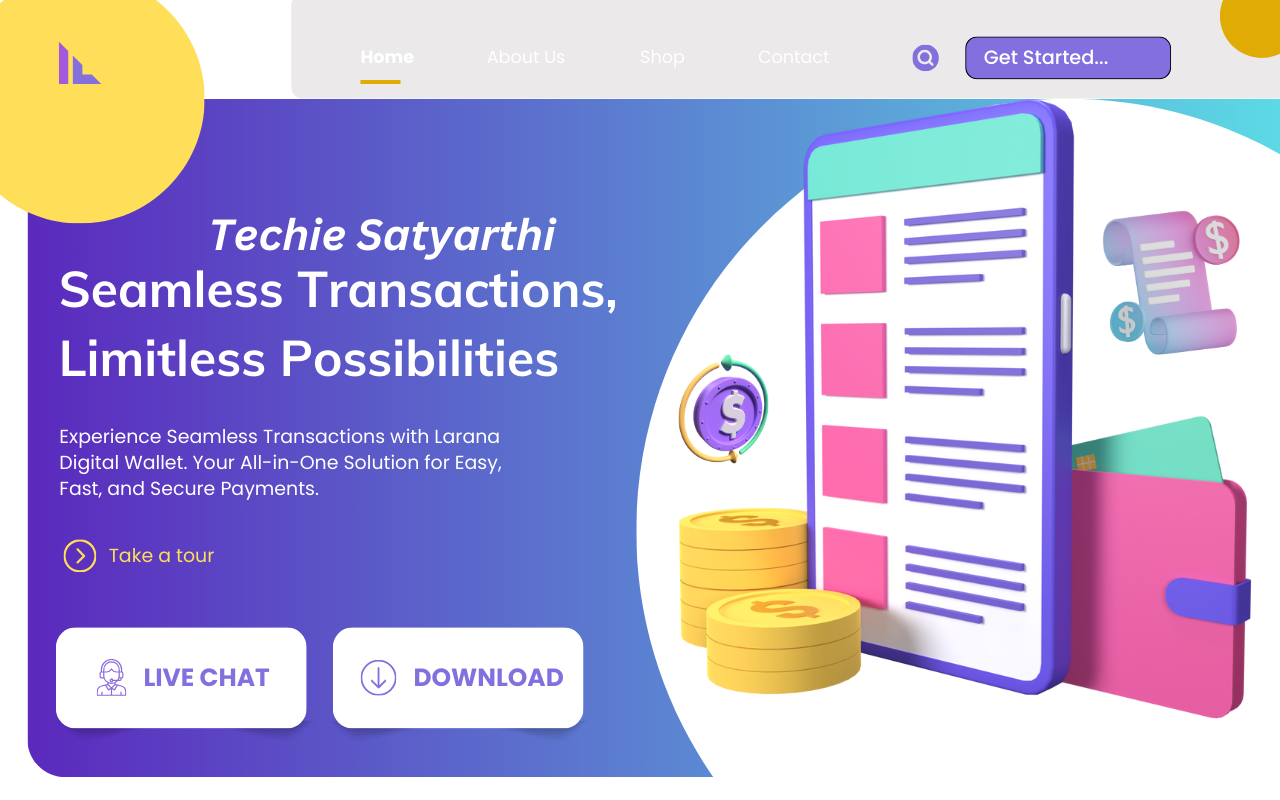 Home
About Us
Shop
Contact
Get Started...
Techie Satyarthi
Seamless Transactions,
Limitless Possibilities
Experience Seamless Transactions with Larana
Digital Wallet. Your All-in-One Solution for Easy,
Fast, and Secure Payments.
Take a tour
LIVE CHAT
DOWNLOAD
$
$
$
$
$